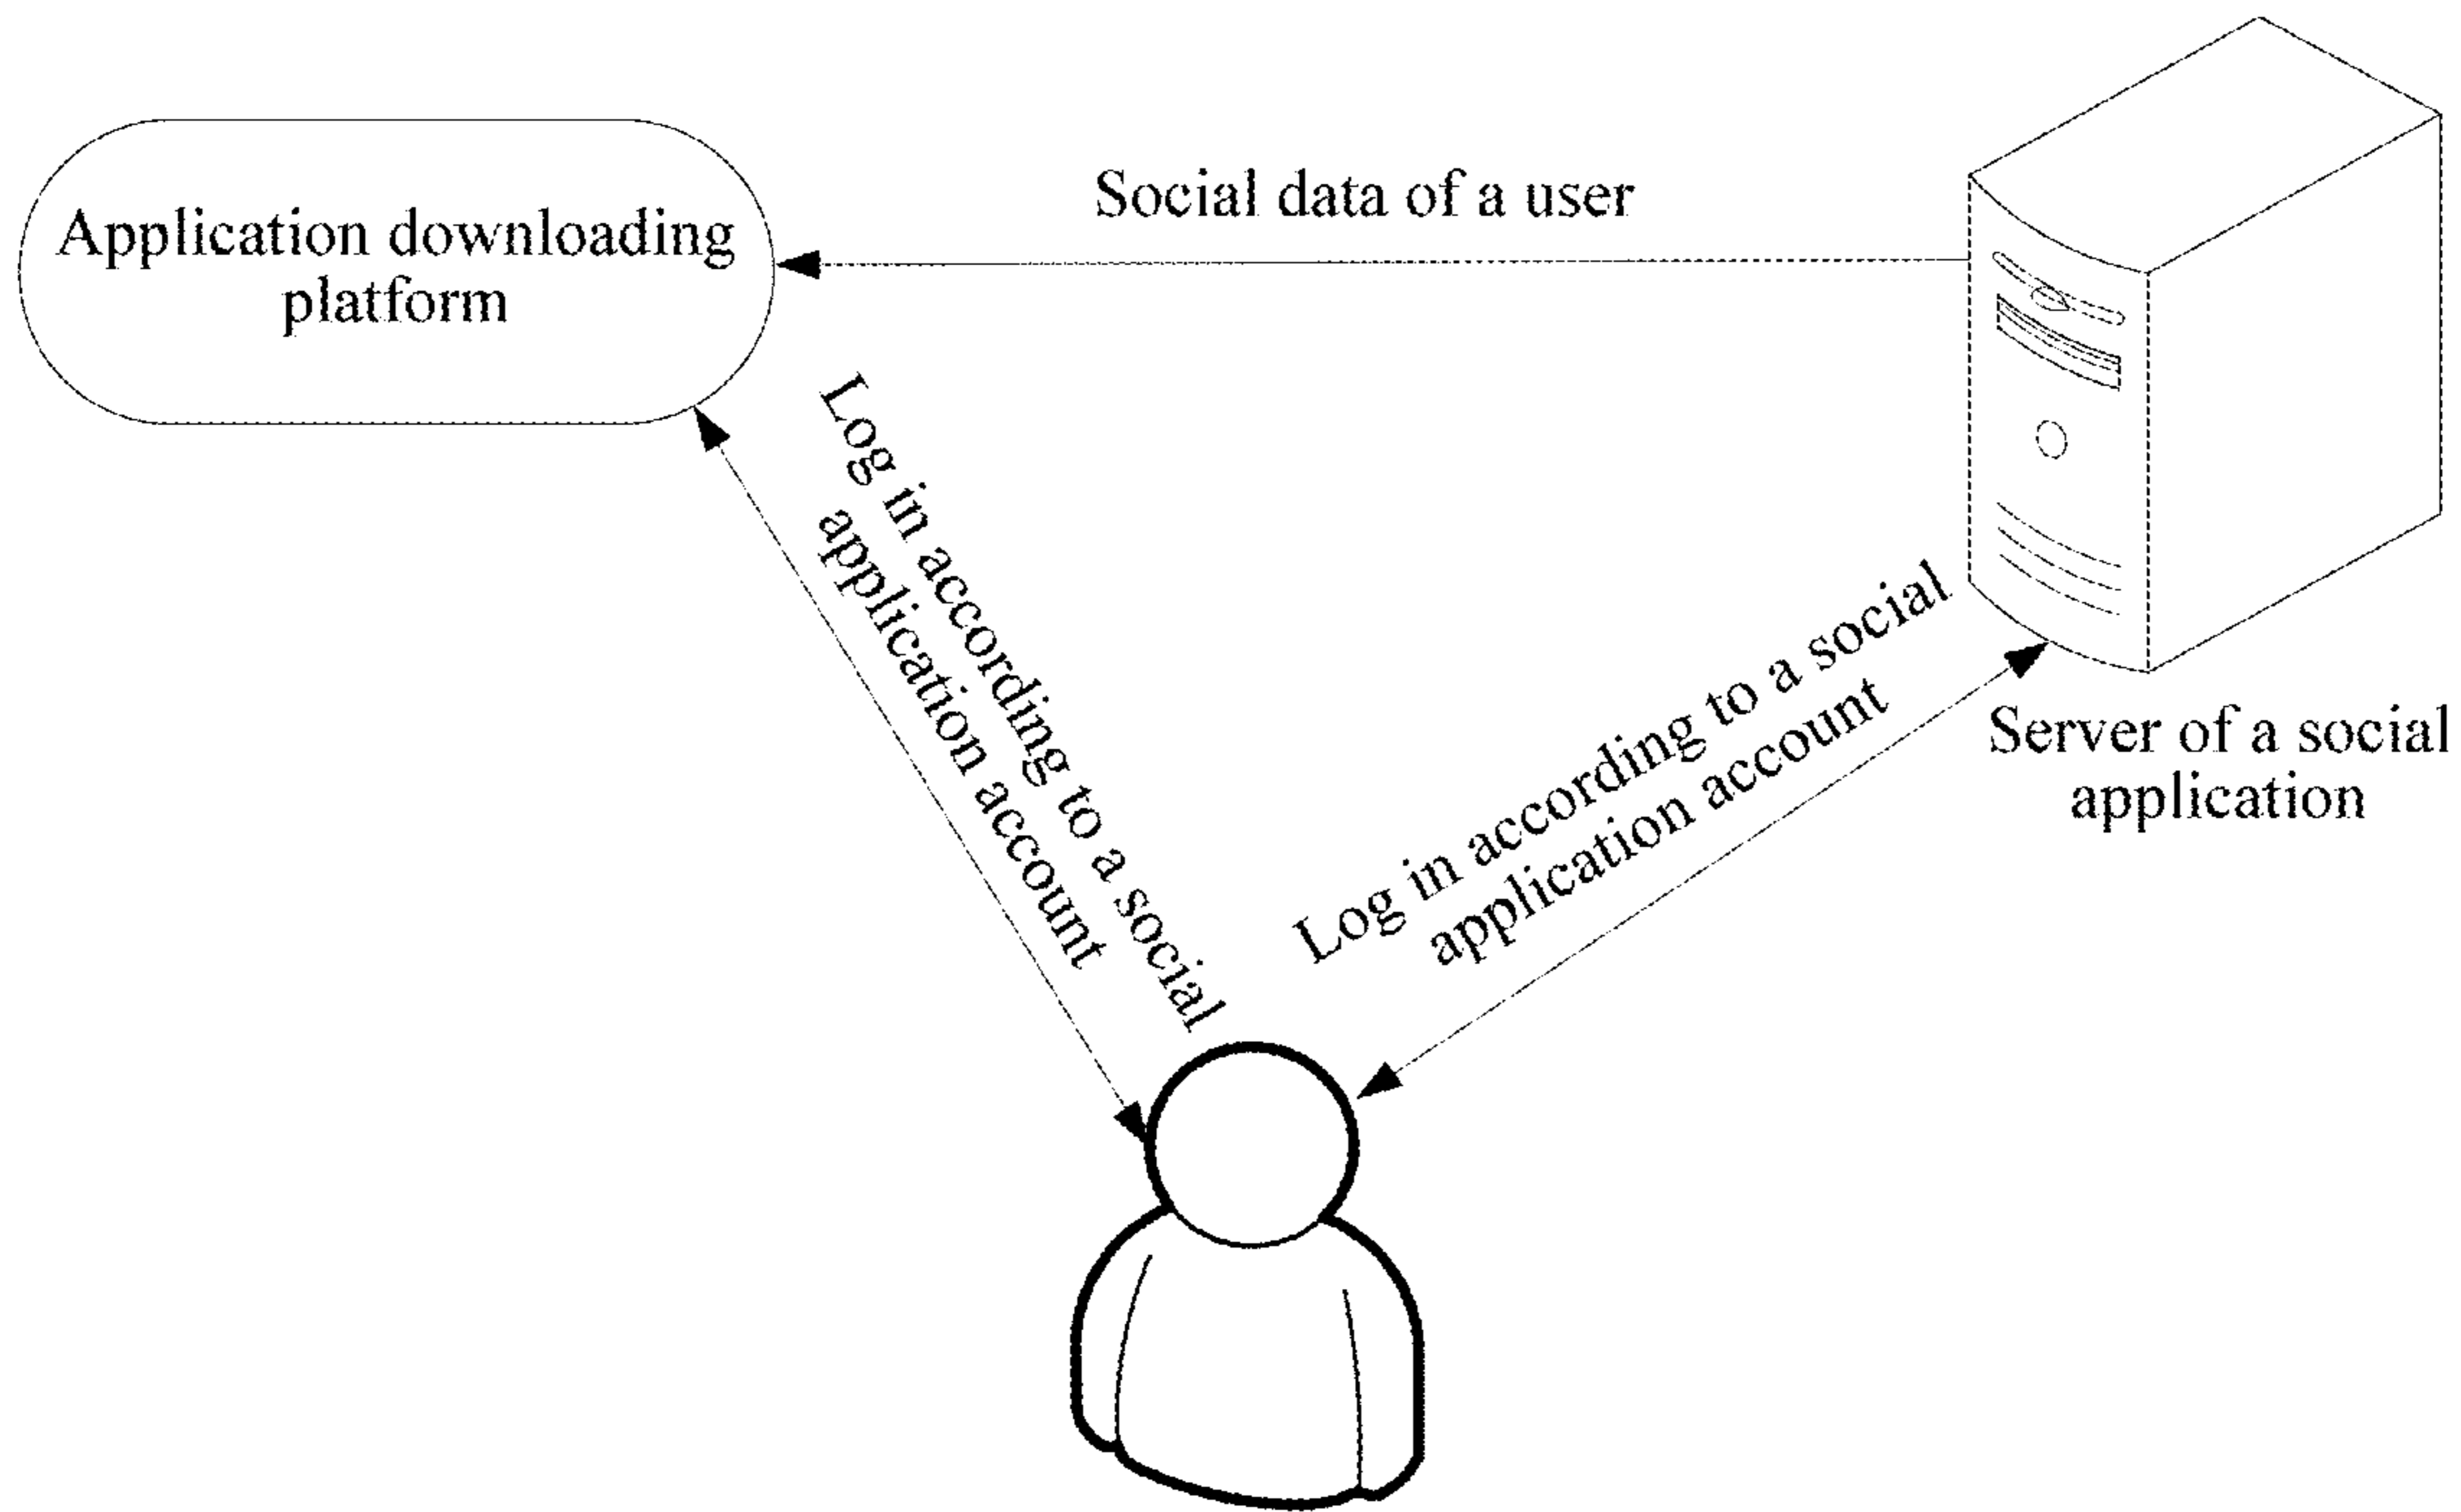 Social data of a user
Application downloading
platform
Log in according to a social
application account
Log in according to a social
application account
Server of a social
application